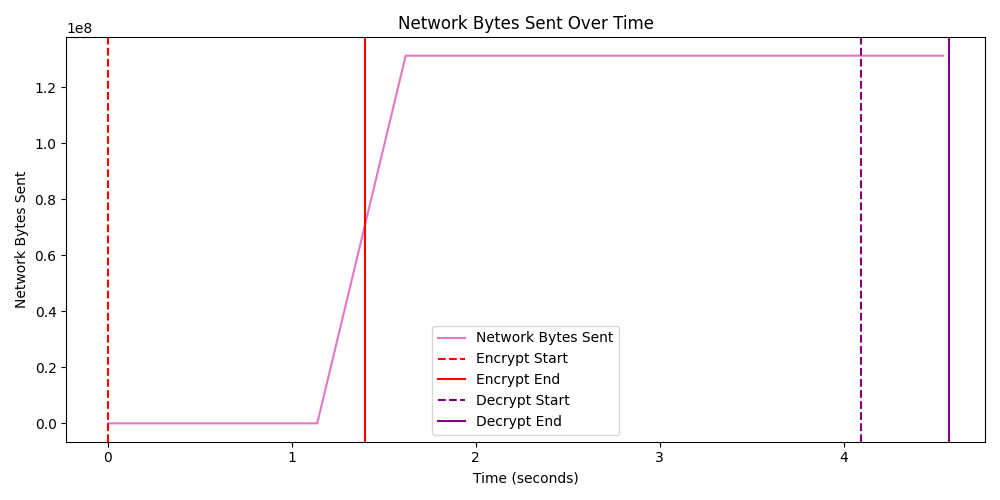 Network Bytes Sent Over Time
1e8
1.2
1.0
0.8
0.6
0.4
0.2
0.0
Network Bytes Sent
Network Bytes Sent
Encrypt Start
Encrypt End
Decrypt Start
Decrypt End
0 1 2 3 4
Time (seconds)